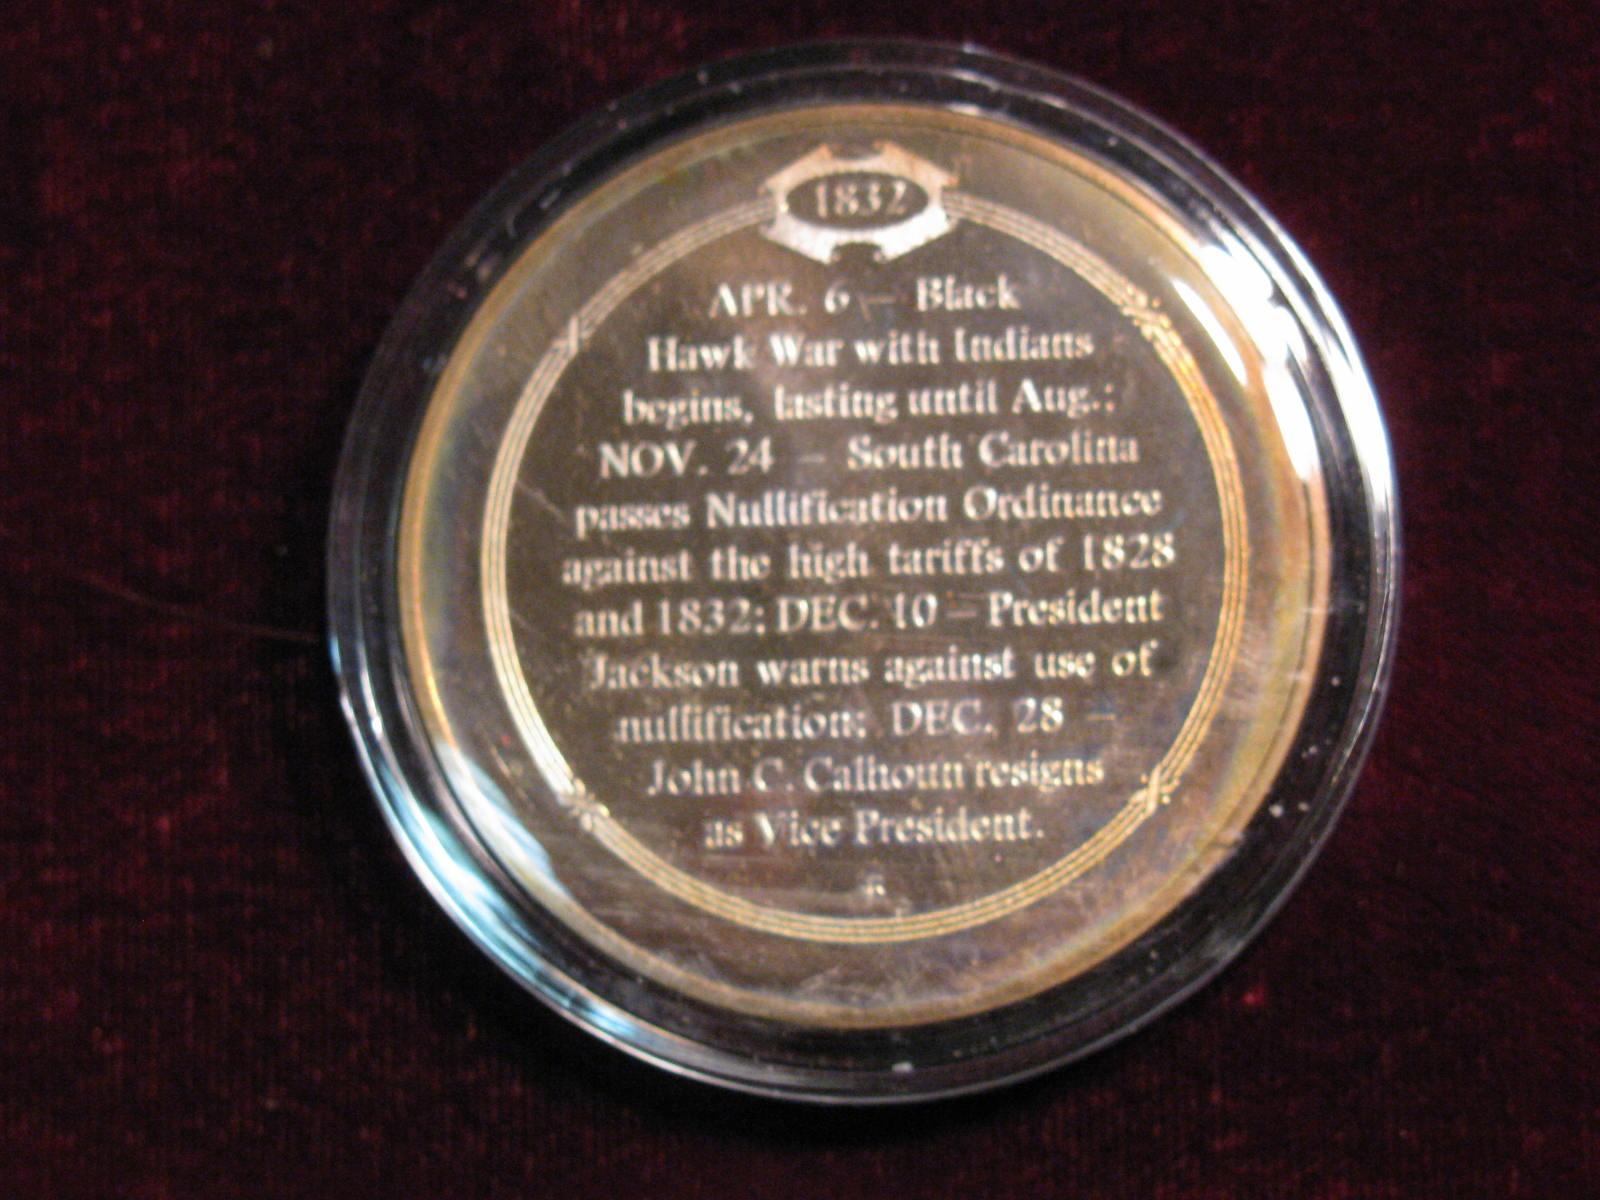 1832
APR. 6 — Black
Hawk War with Indians
begins, lasting until Aug.;
NOV. 24 — South Carolina
passes Nullification Ordinance
against the high tariffs of 1828
and 1832; DEC. 10 — President
Jackson warns against use of
nullification; DEC. 28 —
John C. Calhoun resigns
as Vice President.